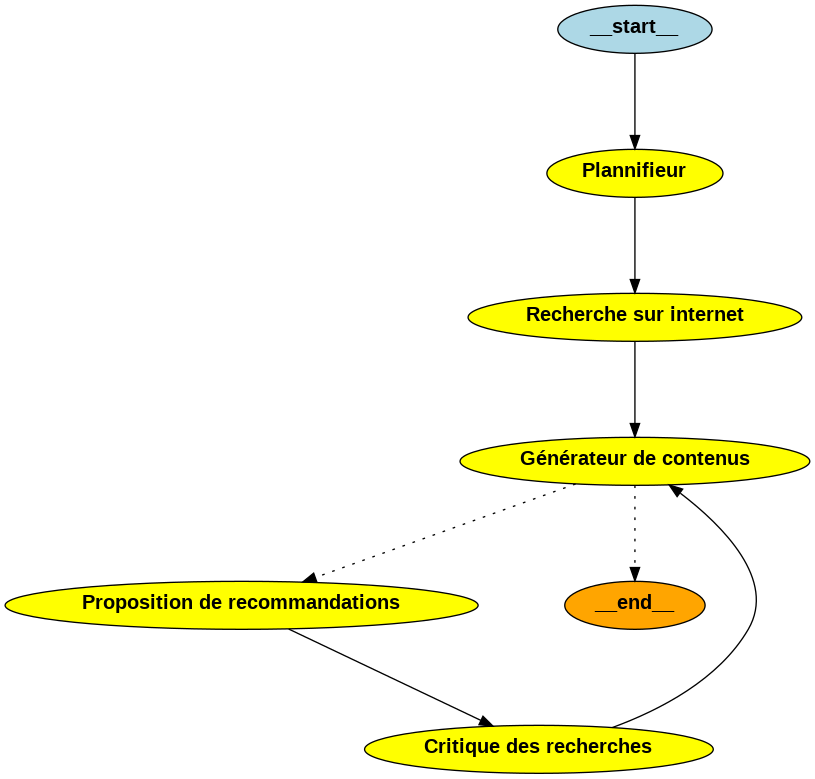 __start__
Plannifieur
Recherche sur internet
Générateur de contenus
Proposition de recommandations
__end__
Critique des recherches